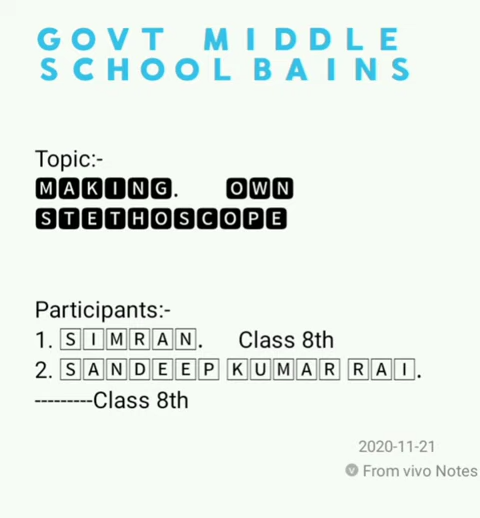 GOVT MIDDLE
SCHOOL BAINS
Topic:-
MAKING. OWN
STETHOSCOPE
Participants:-
1. SIMRAN. Class 8th
2. SANDEEP KUMAR RAI.
---------Class 8th
2020-11-21
From vivo Notes